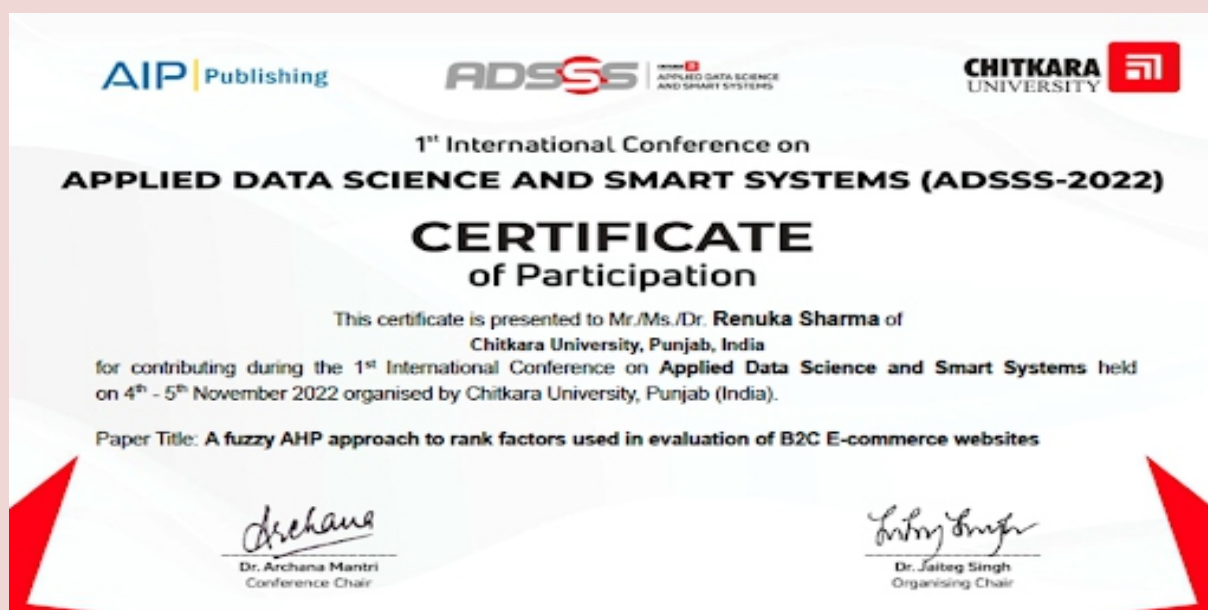 AIP Publishing
ADSSS
APPLIED DATA SCIENCE
AND SMART SYSTEMS
CHITKARA
UNIVERSITY
1st International Conference on
APPLIED DATA SCIENCE AND SMART SYSTEMS (ADSSS-2022)
CERTIFICATE
of Participation
This certificate is presented to Mr./Ms./Dr. Renuka Sharma of
Chitkara University, Punjab, India
for contributing during the 1st International Conference on Applied Data Science and Smart Systems held
on 4th - 5th November 2022 organised by Chitkara University, Punjab (India).
Paper Title: A fuzzy AHP approach to rank factors used in evaluation of B2C E-commerce websites
Archana
Dr. Archana Mantri
Conference Chair
Dr. Jaiteg Singh
Organising Chair